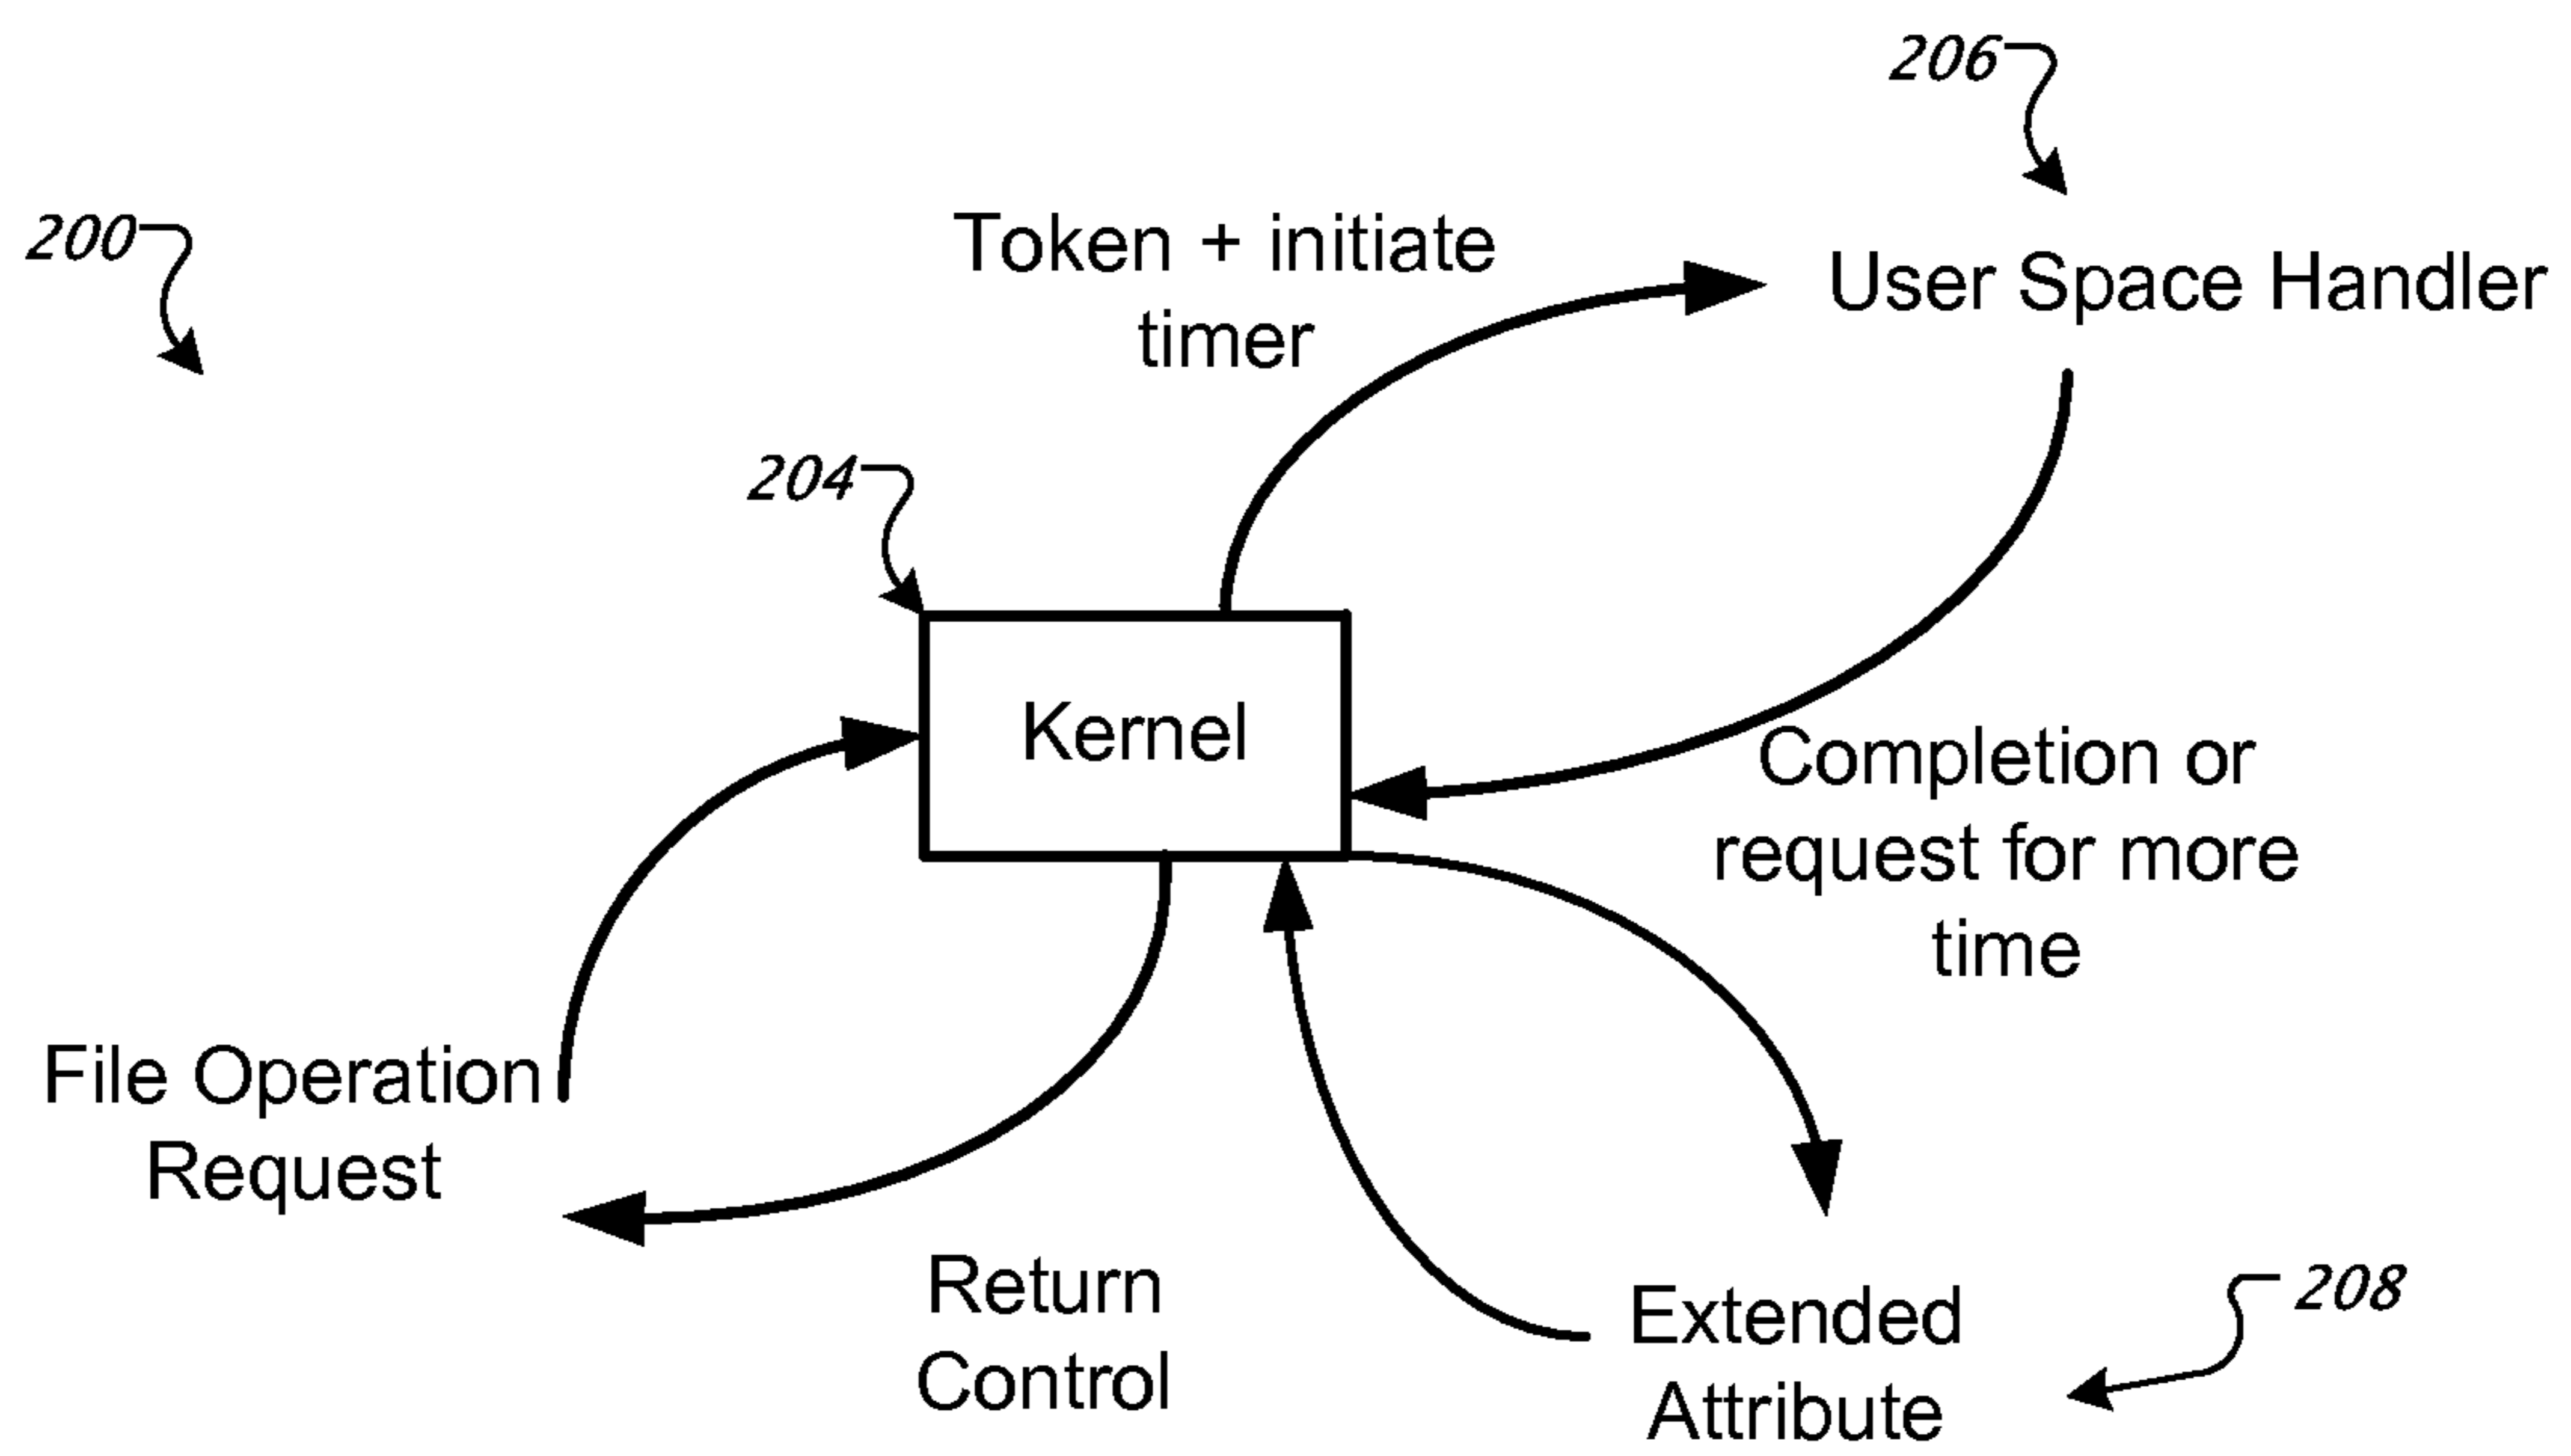 206
200
Token + initiate
timer
User Space Handler
204
Kernel
Completion or
request for more
time
File Operation
Request
Return
Control
Extended
Attribute
208